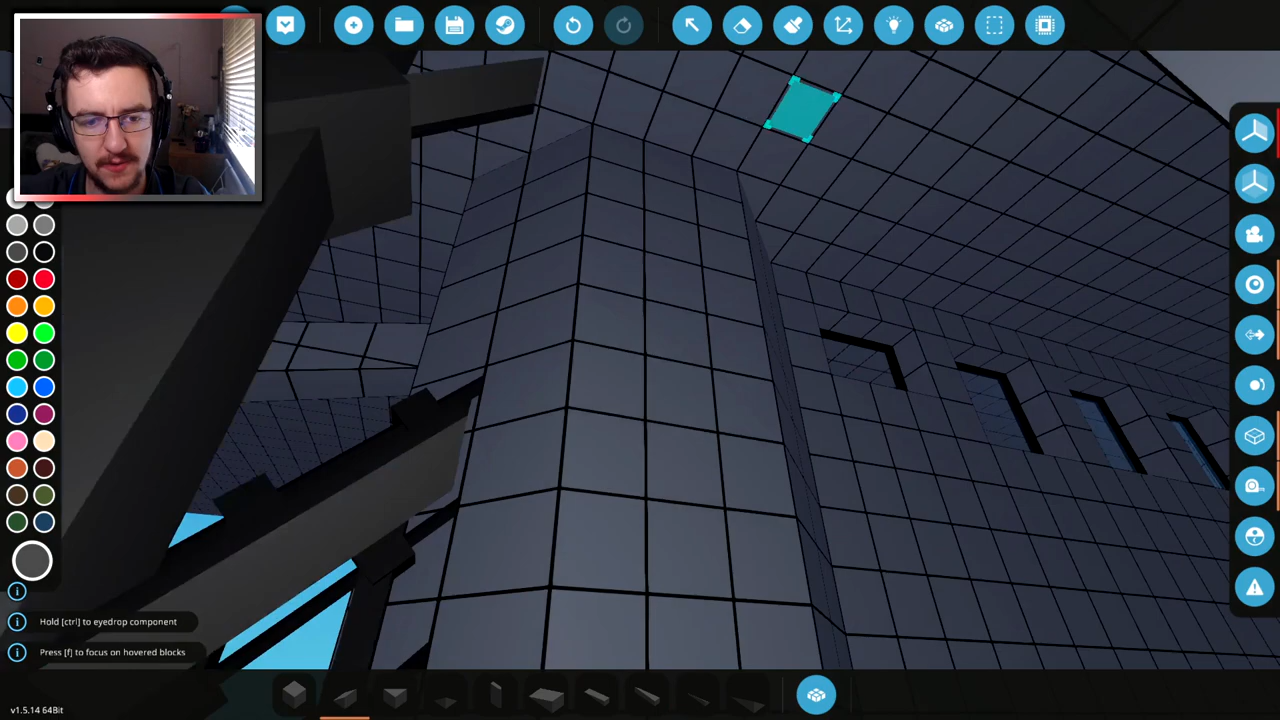 Hold [ctrl] to eyedrop component
Press [f] to focus on hovered blocks
v1.5.14 64Bit